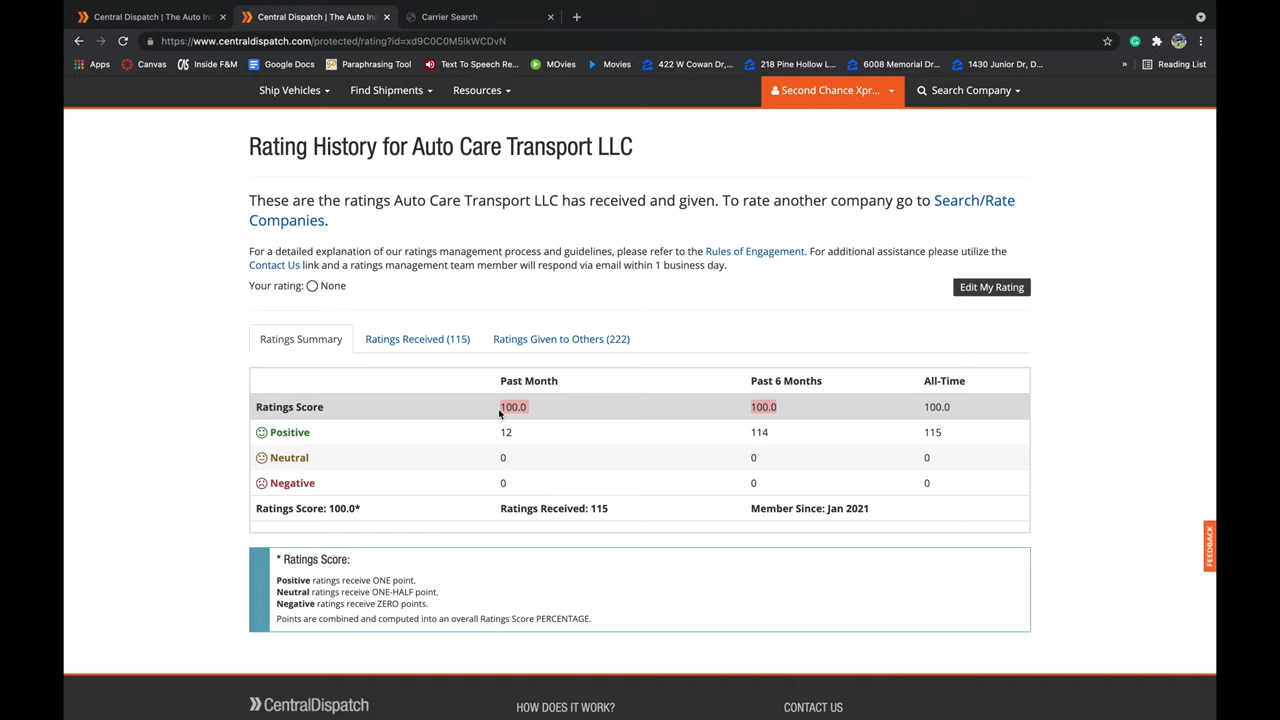 Central Dispatch | The Auto In
Central Dispatch | The Auto In
Carrier Search
https://www.centraldispatch.com/protected/rating?id=xd9C0C0M5lkWCDvN
Apps
Canvas
Inside F&M
Google Docs
Paraphrasing Tool
Text To Speech Re...
MOvies
Movies
422 W Cowan Dr,...
218 Pine Hollow L...
6008 Memorial Dr...
1430 Junior Dr, D...
»
Reading List
Ship Vehicles
Find Shipments
Resources
Second Chance Xpr...
Search Company
Rating History for Auto Care Transport LLC
These are the ratings Auto Care Transport LLC has received and given. To rate another company go to Search/Rate
Companies.
For a detailed explanation of our ratings management process and guidelines, please refer to the Rules of Engagement. For additional assistance please utilize the
Contact Us link and a ratings management team member will respond via email within 1 business day.
Your rating: None
Edit My Rating
Ratings Summary
Ratings Received (115)
Ratings Given to Others (222)
Past Month Past 6 Months All-Time
Ratings Score 100.0 100.0 100.0
Positive 12 114 115
Neutral 0 0 0
Negative 0 0 0
Ratings Score: 100.0* Ratings Received: 115 Member Since: Jan 2021
* Ratings Score:
Positive ratings receive ONE point.
Neutral ratings receive ONE-HALF point.
Negative ratings receive ZERO points.
Points are combined and computed into an overall Ratings Score PERCENTAGE.
FEEDBACK
CentralDispatch
HOW DOES IT WORK?
CONTACT US